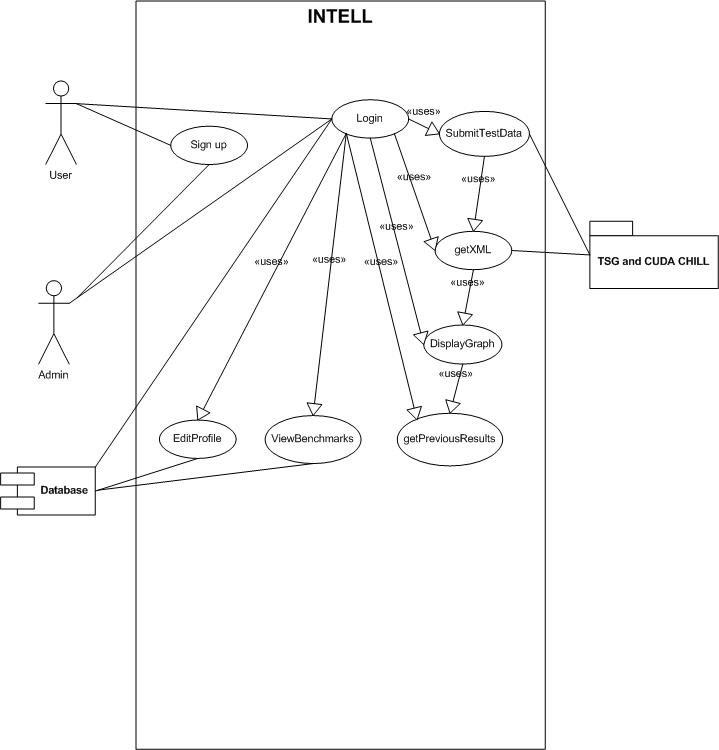 INTELL
Login
«uses»
SubmitTestData
Sign up
User
«uses»
«uses»
«uses»
getXML
«uses»
«uses»
«uses»
TSG and CUDA CHILL
«uses»
Admin
DisplayGraph
«uses»
EditProfile
ViewBenchmarks
getPreviousResults
Database